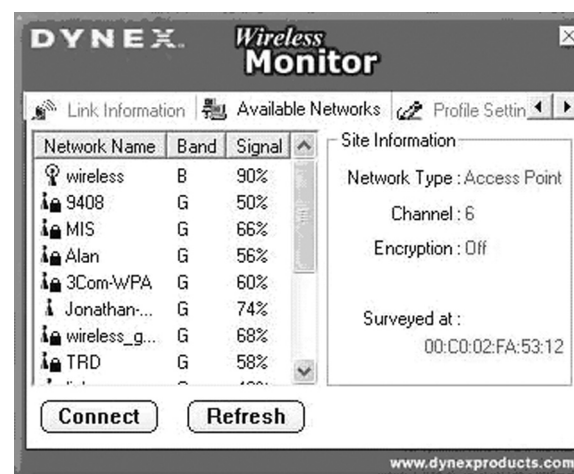 DYNEX. Wireless Monitor
Link Information Available Networks Profile Settin
Network Name Band Signal
wireless B 90%
9408 G 50%
MIS G 66%
Alan G 56%
3Com-WPA G 60%
Jonathan-... G 74%
wireless_g... G 68%
TRD G 58%
Site Information
Network Type : Access Point
Channel : 6
Encryption : Off
Surveyed at :
00:C0:02:FA:53:12
Connect Refresh
www.dynexproducts.com